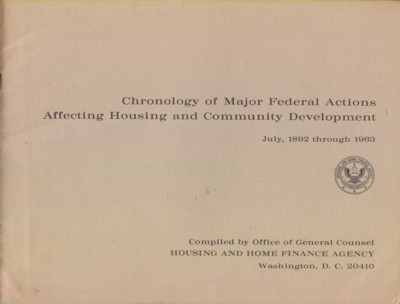 Chronology of Major Federal Actions
Affecting Housing and Community Development
July, 1892 through 1963
Compiled by Office of General Counsel
HOUSING AND HOME FINANCE AGENCY
Washington, D. C. 20410